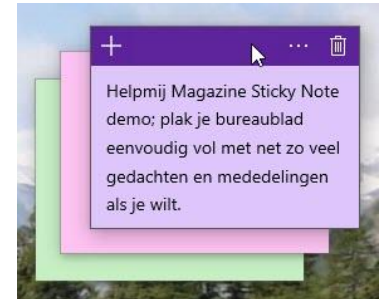 Helpmij Magazine Sticky Note
demo; plak je bureaublad
eenvoudig vol met net zo veel
gedachten en mededelingen
als je wilt.